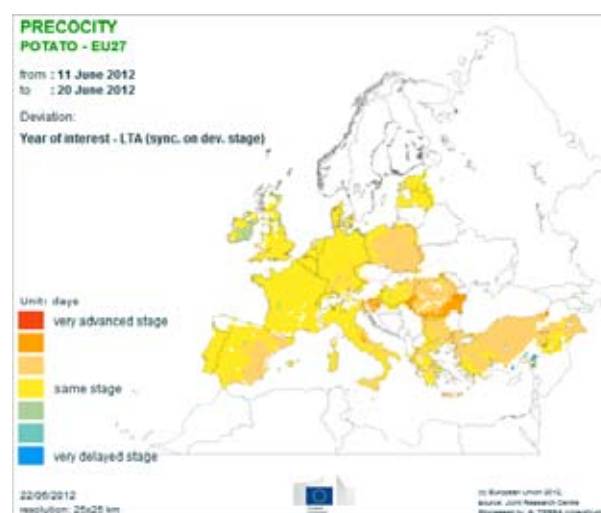 PRECOCITY
POTATO - EU27
from : 11 June 2012
to : 20 June 2012
Deviation:
Year of interest - LTA (sync. on dev. stage)
Unit: days
very advanced stage
same stage
very delayed stage
22/06/2012
resolution: 25x25 km
(c) European Union 2012,
source: Joint Research Centre